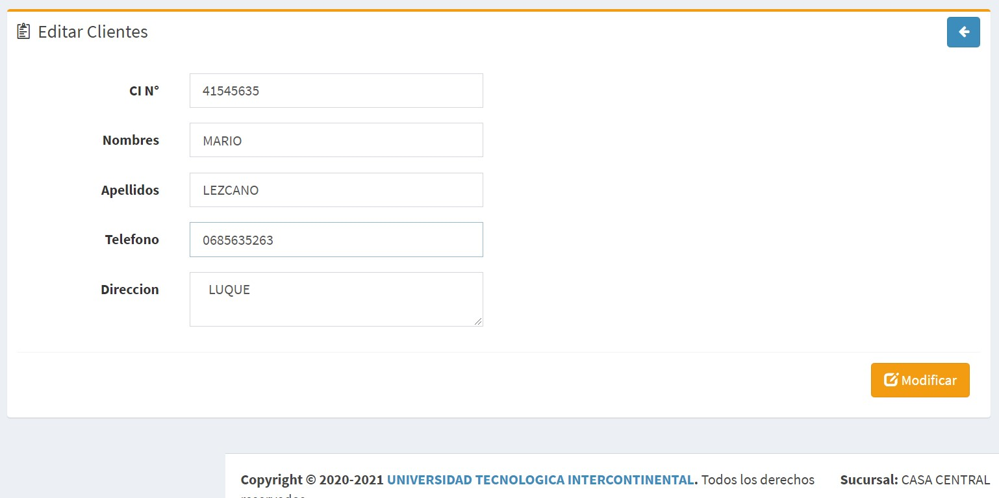 Editar Clientes
CI N° 41545635
Nombres MARIO
Apellidos LEZCANO
Telefono 0685635263
Direccion LUQUE
Modificar
Copyright © 2020-2021 UNIVERSIDAD TECNOLOGICA INTERCONTINENTAL. Todos los derechos Sucursal: CASA CENTRAL